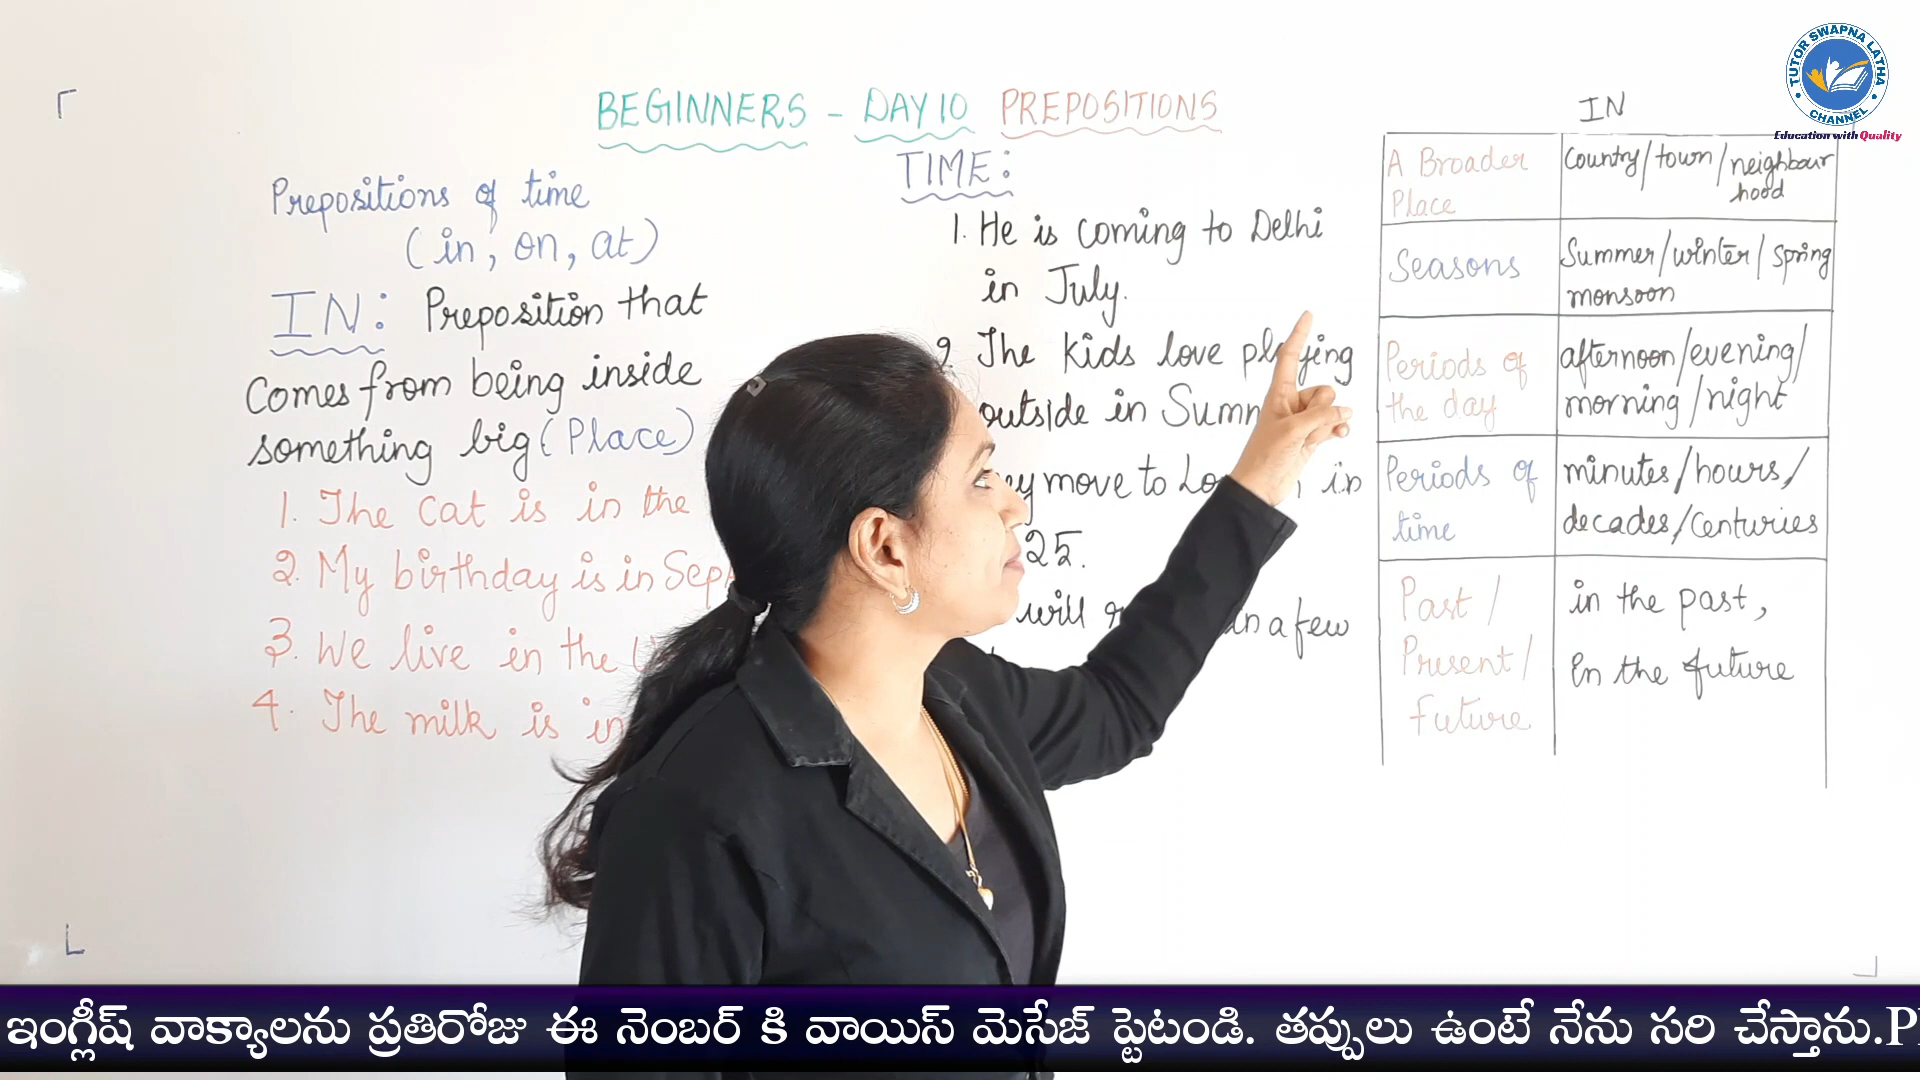 BEGINNERS - DAY 10 PREPOSITIONS
Prepositions of time
(in, on, at)
IN: Preposition that
Comes from being inside
something big (Place)
1. The cat is in the
2. My birthday is in Sep
3. We live in the
4. The milk is in
TIME:
1. He is coming to Delhi
in July.
2. The kids love playing
outside in
move to in
25.
will in a few
IN
A Broader Place
Country/town/neighbour
hood
Seasons
Summer/winter/spring
monsoon
Periods of
the day
afternoon/evening/
morning/night
Periods of
time
minutes/hours/
decades/Centuries
Past/
Present/
future
in the past,
In the future
TUTOR SWAPNA LATHA
CHANNEL
Education with Quality
ఇంగ్లీష్ వాక్యాలను ప్రతిరోజు ఈ నెంబర్ కి వాయిస్ మెసేజ్ పెట్టండి. తప్పులు ఉంటే నేను సరి చేస్తాను.